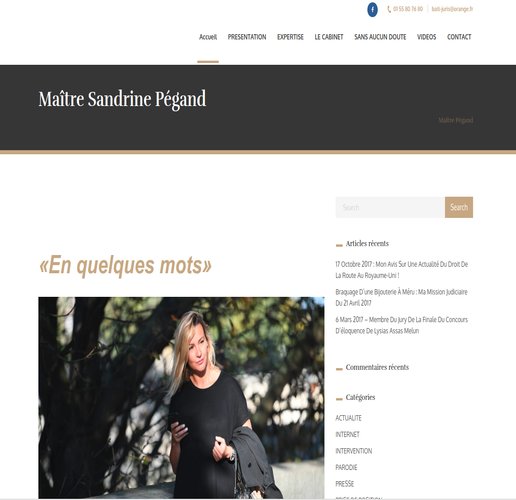 01 55 60 76 60 | bati-juris@orange.fr
Accueil PRESENTATION EXPERTISE LE CABINET SANS AUCUN DOUTE VIDEOS CONTACT
Maître Sandrine Pégand
Maître Pégand
Search
Search
«En quelques mots»
Articles récents
17 Octobre 2017 : Mon Avis Sur Une Actualité Du Droit De
La Route Au Royaume-Uni !
Braquage D'une Bijouterie À Méru : Ma Mission Judiciaire
Du 21 Avril 2017
6 Mars 2017 – Membre Du Jury De La Finale Du Concours
D'éloquence De Lysias Assas Melun
Commentaires récents
Catégories
ACTUALITE
INTERNET
INTERVENTION
PARODIE
PRESSE